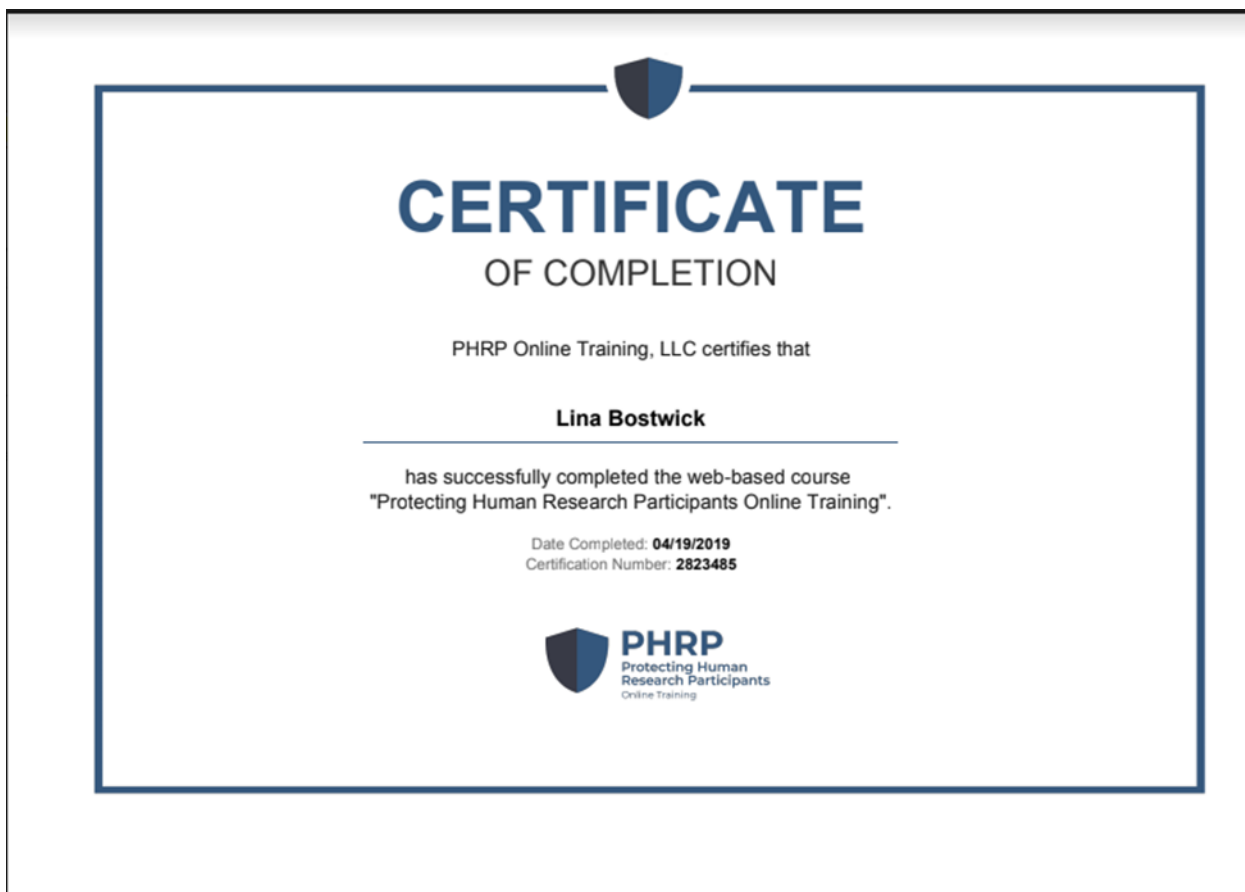 CERTIFICATE
OF COMPLETION
PHRP Online Training, LLC certifies that
Lina Bostwick
has successfully completed the web-based course
"Protecting Human Research Participants Online Training".
Date Completed: 04/19/2019
Certification Number: 2823485
PHRP
Protecting Human
Research Participants
Online Training